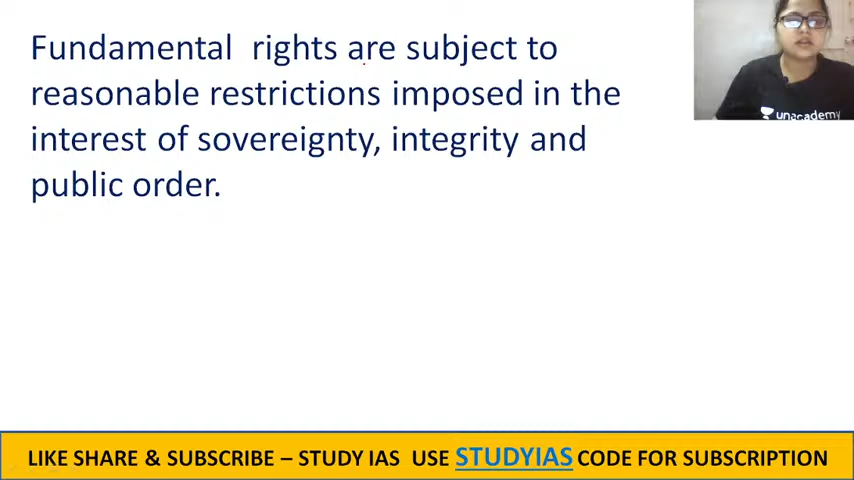 Fundamental rights are subject to
reasonable restrictions imposed in the
interest of sovereignty, integrity and
public order.
unacademy
LIKE SHARE & SUBSCRIBE – STUDY IAS USE STUDYIAS CODE FOR SUBSCRIPTION